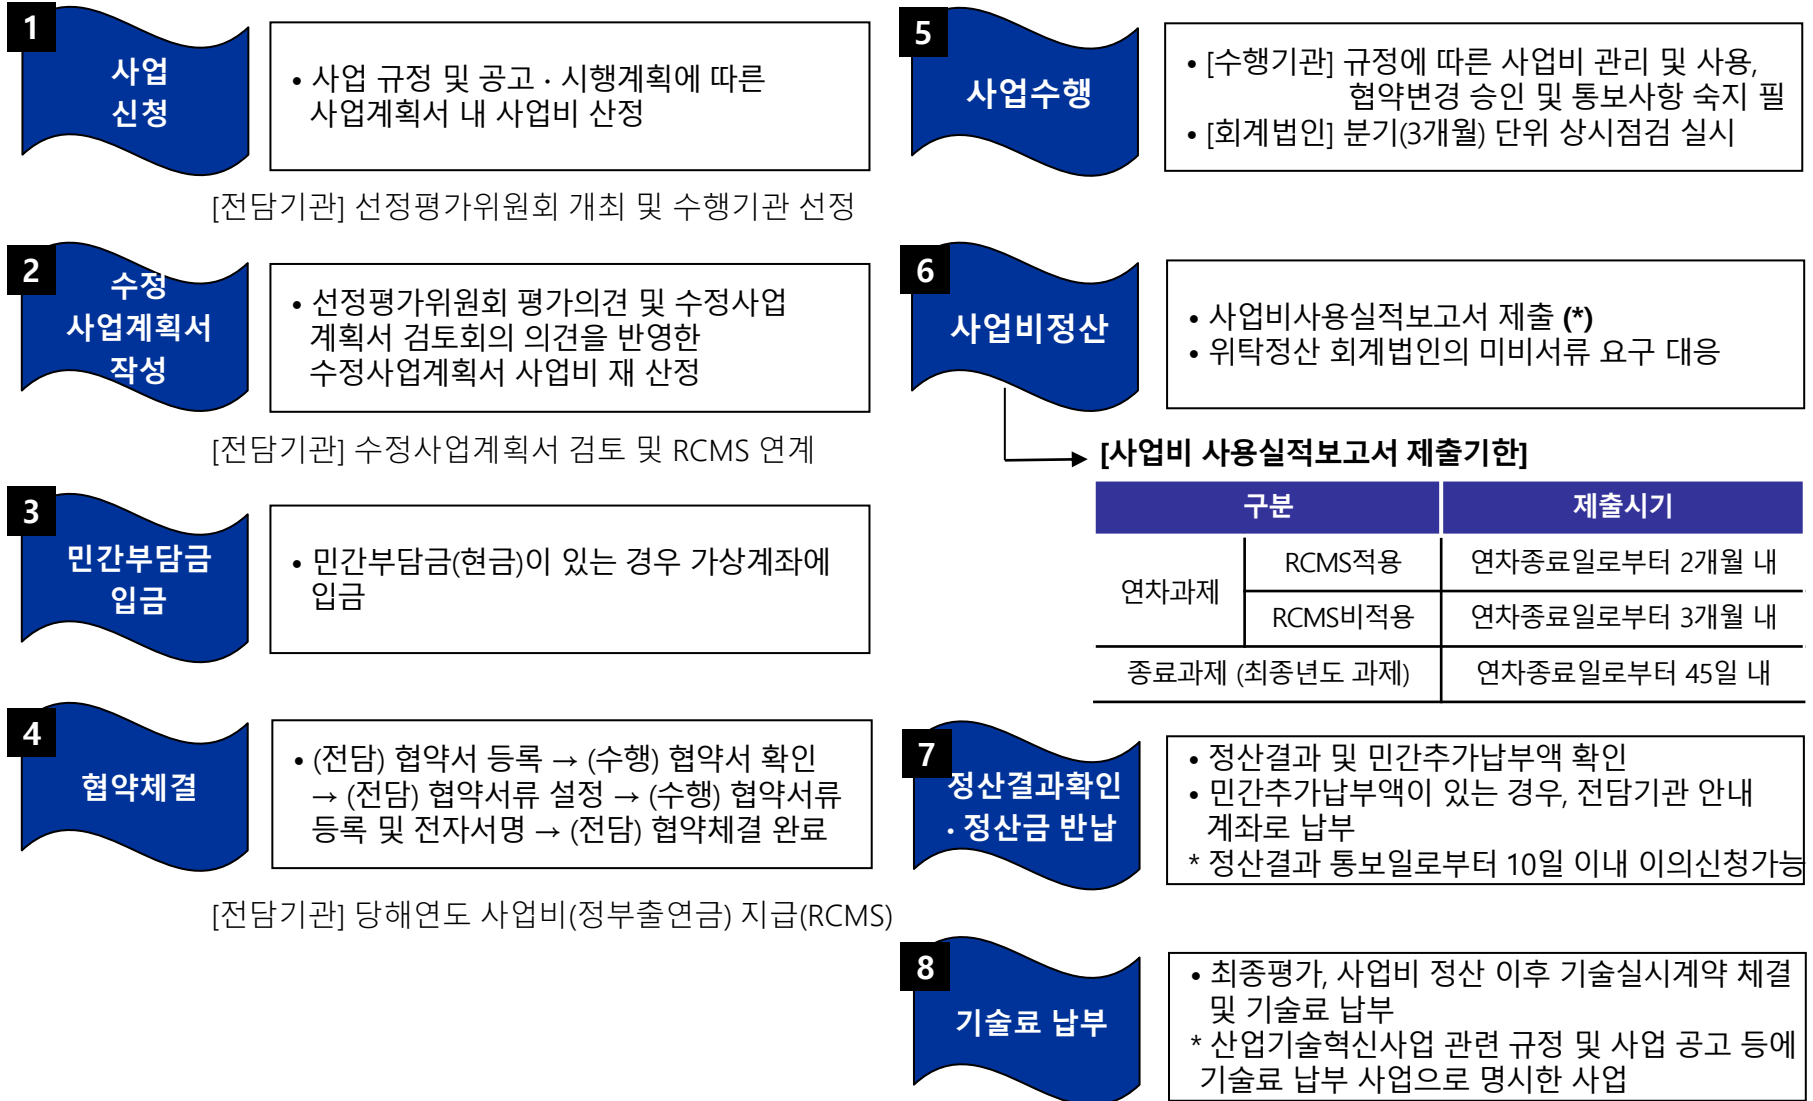 1
사업
신청
• 사업 규정 및 공고 · 시행계획에 따른
사업계획서 내 사업비 산정
[전담기관] 선정평가위원회 개최 및 수행기관 선정
2
수정
사업계획서
작성
• 선정평가위원회 평가의견 및 수정사업
계획서 검토회의 의견을 반영한
수정사업계획서 사업비 재 산정
[전담기관] 수정사업계획서 검토 및 RCMS 연계
3
민간부담금
입금
• 민간부담금(현금)이 있는 경우 가상계좌에
입금
4
협약체결
• (전담) 협약서 등록 → (수행) 협약서 확인
→ (전담) 협약서류 설정 → (수행) 협약서류
등록 및 전자서명 → (전담) 협약체결 완료
[전담기관] 당해연도 사업비(정부출연금) 지급(RCMS)
5
사업수행
• [수행기관] 규정에 따른 사업비 관리 및 사용,
협약변경 승인 및 통보사항 숙지 필
• [회계법인] 분기(3개월) 단위 상시점검 실시
6
사업비정산
• 사업비사용실적보고서 제출 (*)
• 위탁정산 회계법인의 미비서류 요구 대응
[사업비 사용실적보고서 제출기한]
구분 제출시기
연차과제 RCMS적용 연차종료일로부터 2개월 내
RCMS비적용 연차종료일로부터 3개월 내
종료과제 (최종년도 과제) 연차종료일로부터 45일 내
7
정산결과확인
· 정산금 반납
• 정산결과 및 민간추가납부액 확인
• 민간추가납부액이 있는 경우, 전담기관 안내
계좌로 납부
* 정산결과 통보일로부터 10일 이내 이의신청가능
8
기술료 납부
• 최종평가, 사업비 정산 이후 기술실시계약 체결
및 기술료 납부
* 산업기술혁신사업 관련 규정 및 사업 공고 등에
기술료 납부 사업으로 명시한 사업